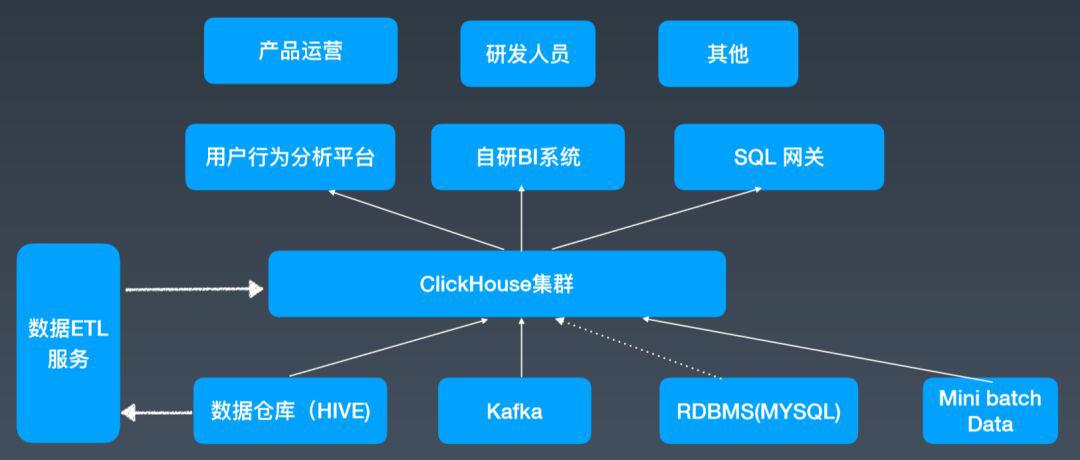 产品运营
研发人员
其他
用户行为分析平台
自研BI系统
SQL 网关
ClickHouse集群
数据ETL
服务
数据仓库（HIVE)
Kafka
RDBMS(MYSQL)
Mini batch
Data